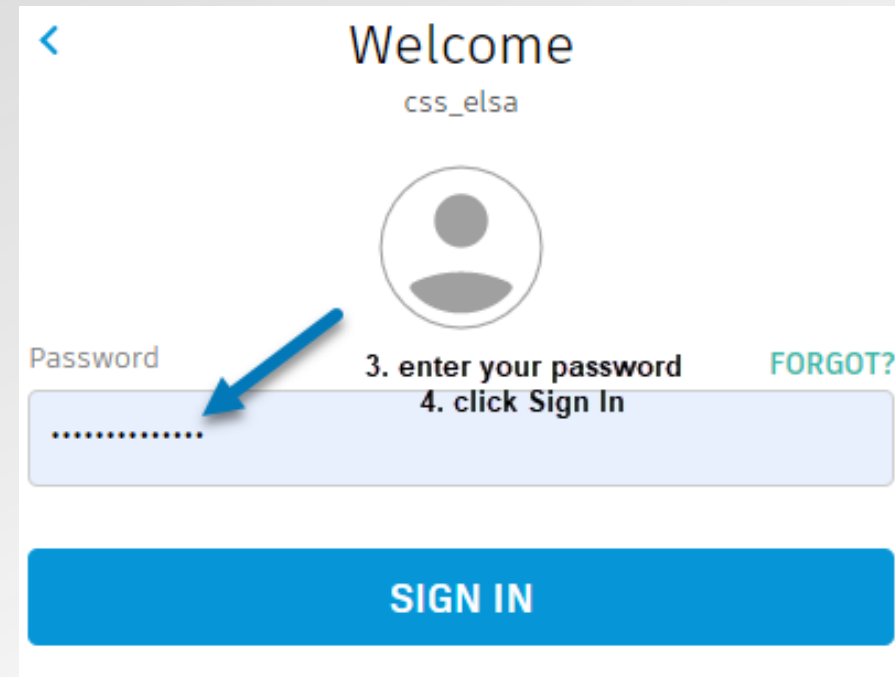 Welcome
css_elsa
Password
3. enter your password
FORGOT?
4. click Sign In
SIGN IN